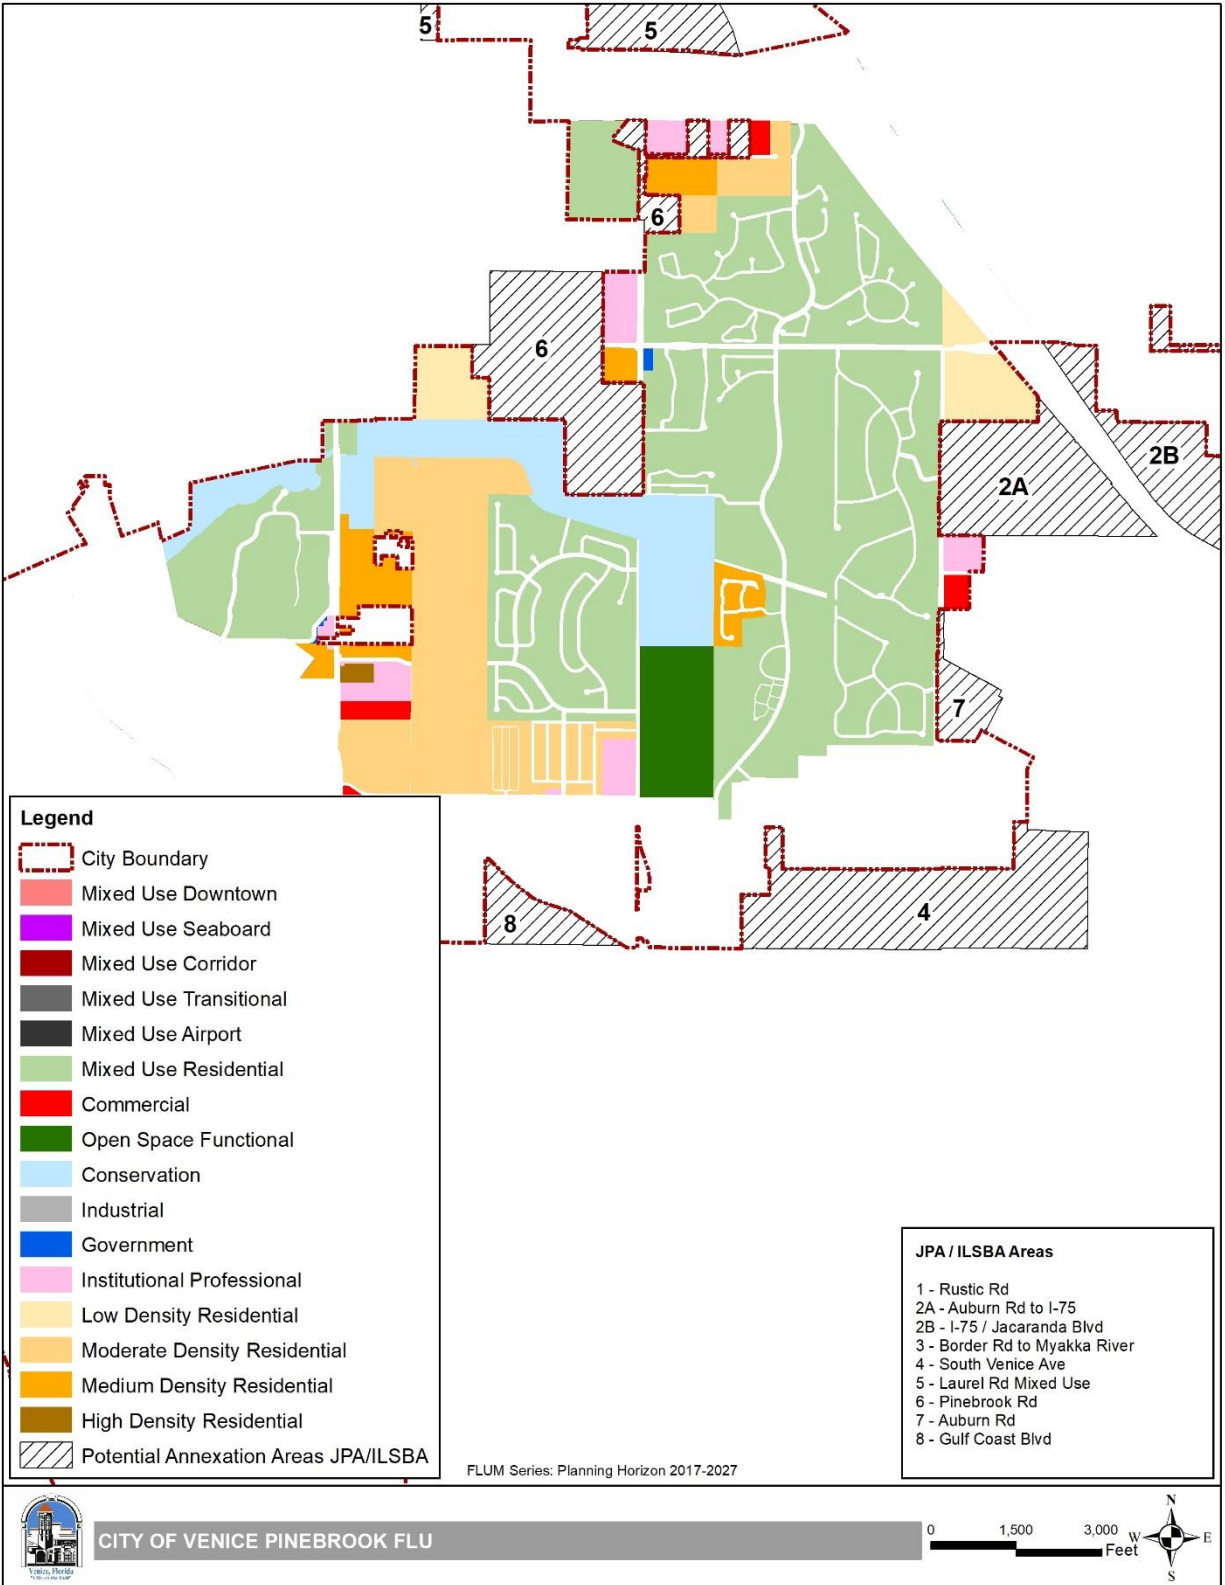 5
5
6
6
2B
2A
7
4
8
Legend
City Boundary
Mixed Use Downtown
Mixed Use Seaboard
Mixed Use Corridor
Mixed Use Transitional
Mixed Use Airport
Mixed Use Residential
Commercial
Open Space Functional
Conservation
Industrial
Government
Institutional Professional
Low Density Residential
Moderate Density Residential
Medium Density Residential
High Density Residential
Potential Annexation Areas JPA/ILSBA
JPA / ILSBA Areas
1 - Rustic Rd
2A - Auburn Rd to I-75
2B - I-75 / Jacaranda Blvd
3 - Border Rd to Myakka River
4 - South Venice Ave
5 - Laurel Rd Mixed Use
6 - Pinebrook Rd
7 - Auburn Rd
8 - Gulf Coast Blvd
FLUM Series: Planning Horizon 2017-2027
Venice, Florida
CITY OF VENICE PINEBROOK FLU
0 1,500 3,000
Feet
N
W E
S